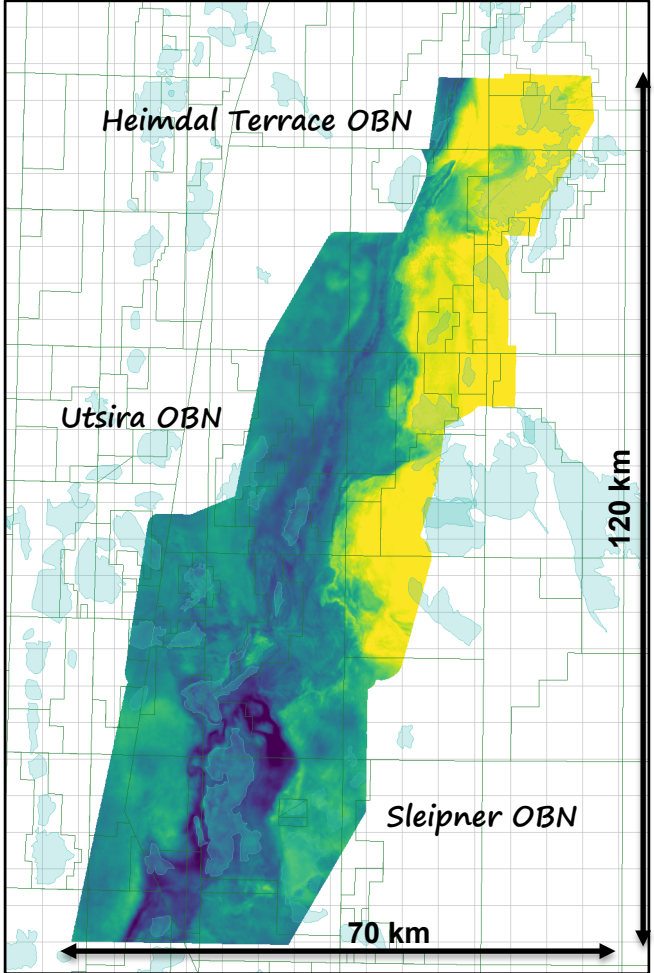 Heimdal Terrace OBN
Utsira OBN
120 km
Sleipner OBN
70 km